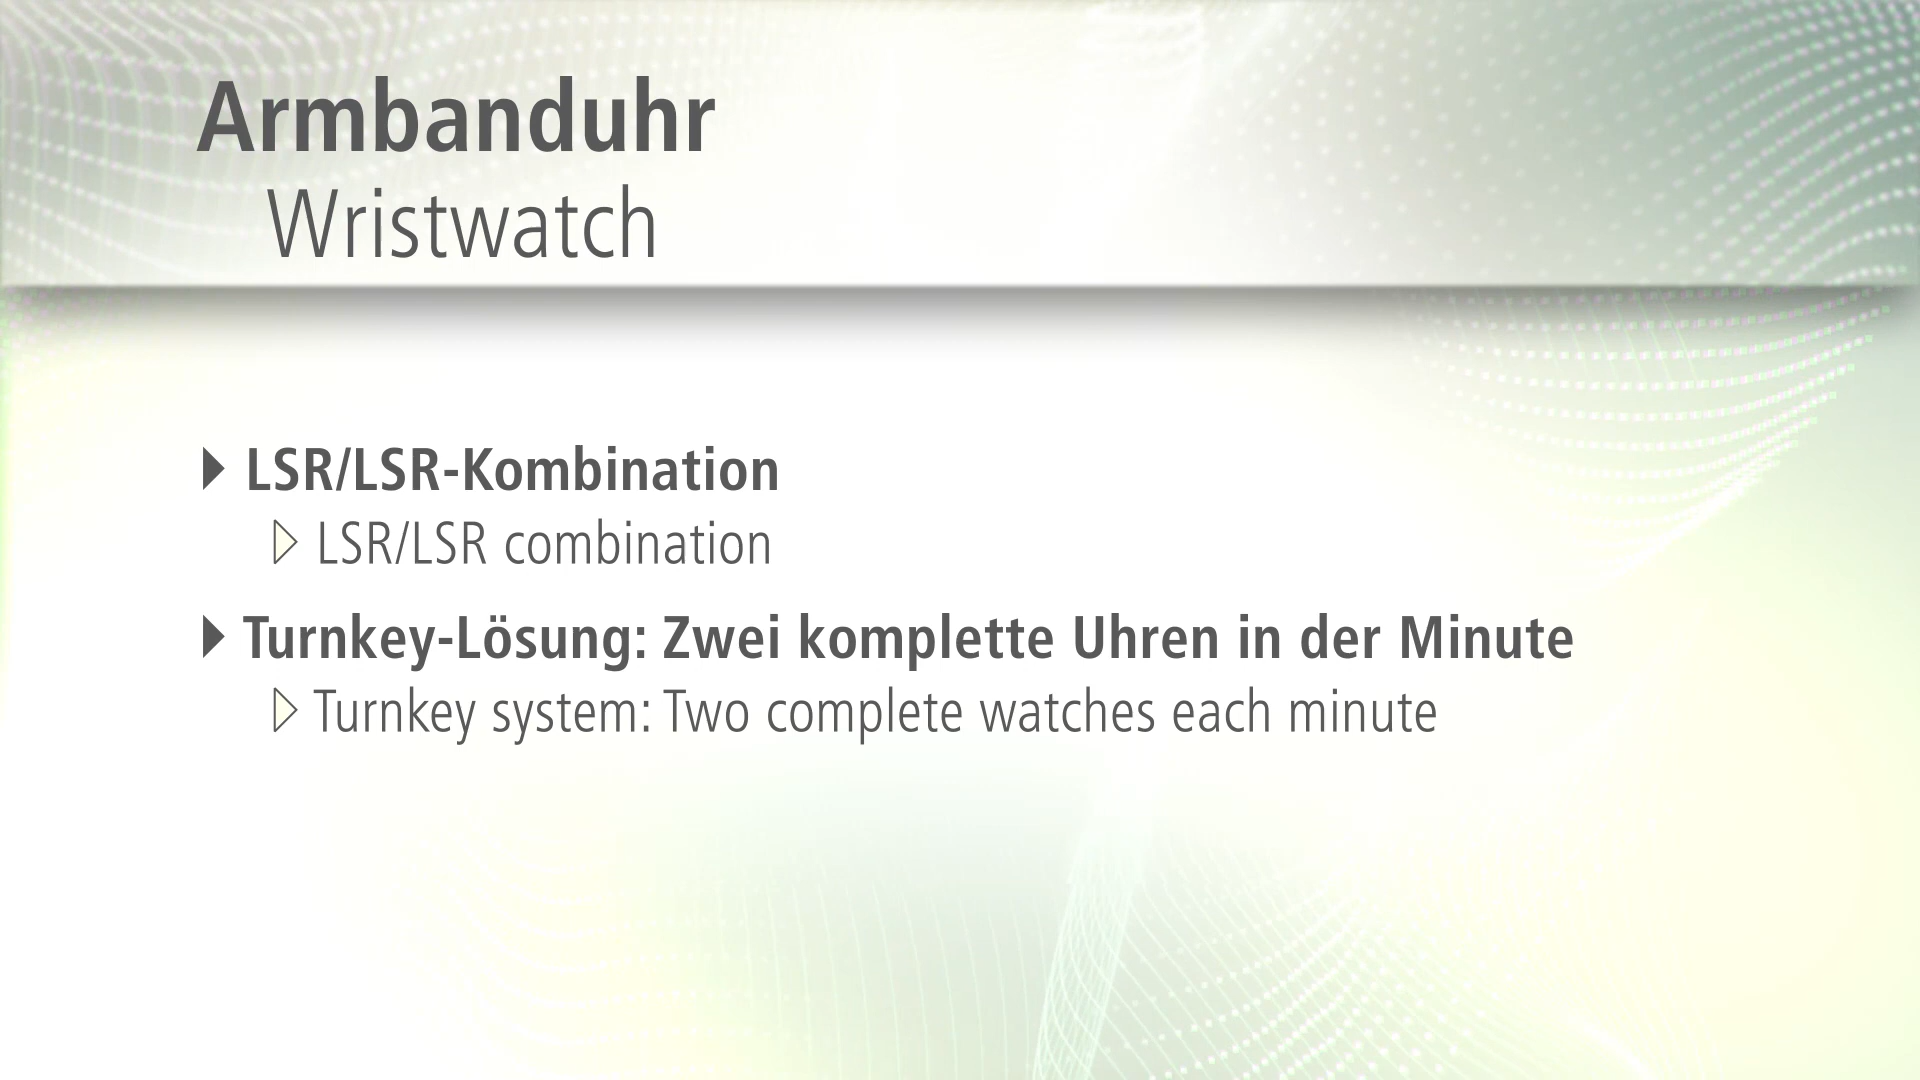 Armbanduhr
Wristwatch
LSR/LSR-Kombination
LSR/LSR combination
Turnkey-Lösung: Zwei komplette Uhren in der Minute
Turnkey system: Two complete watches each minute